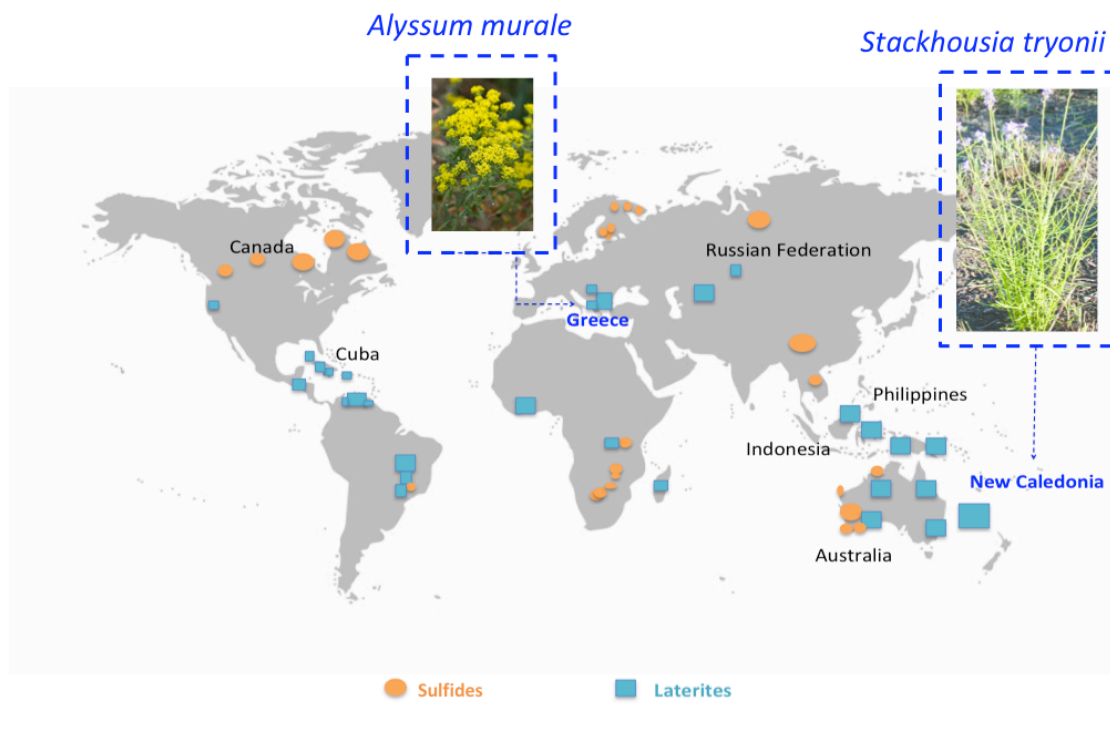 Alyssum murale
Stackhousia tryonii
Canada
Russian Federation
Greece
Cuba
Philippines
Indonesia
New Caledonia
Australia
Sulfides
Laterites